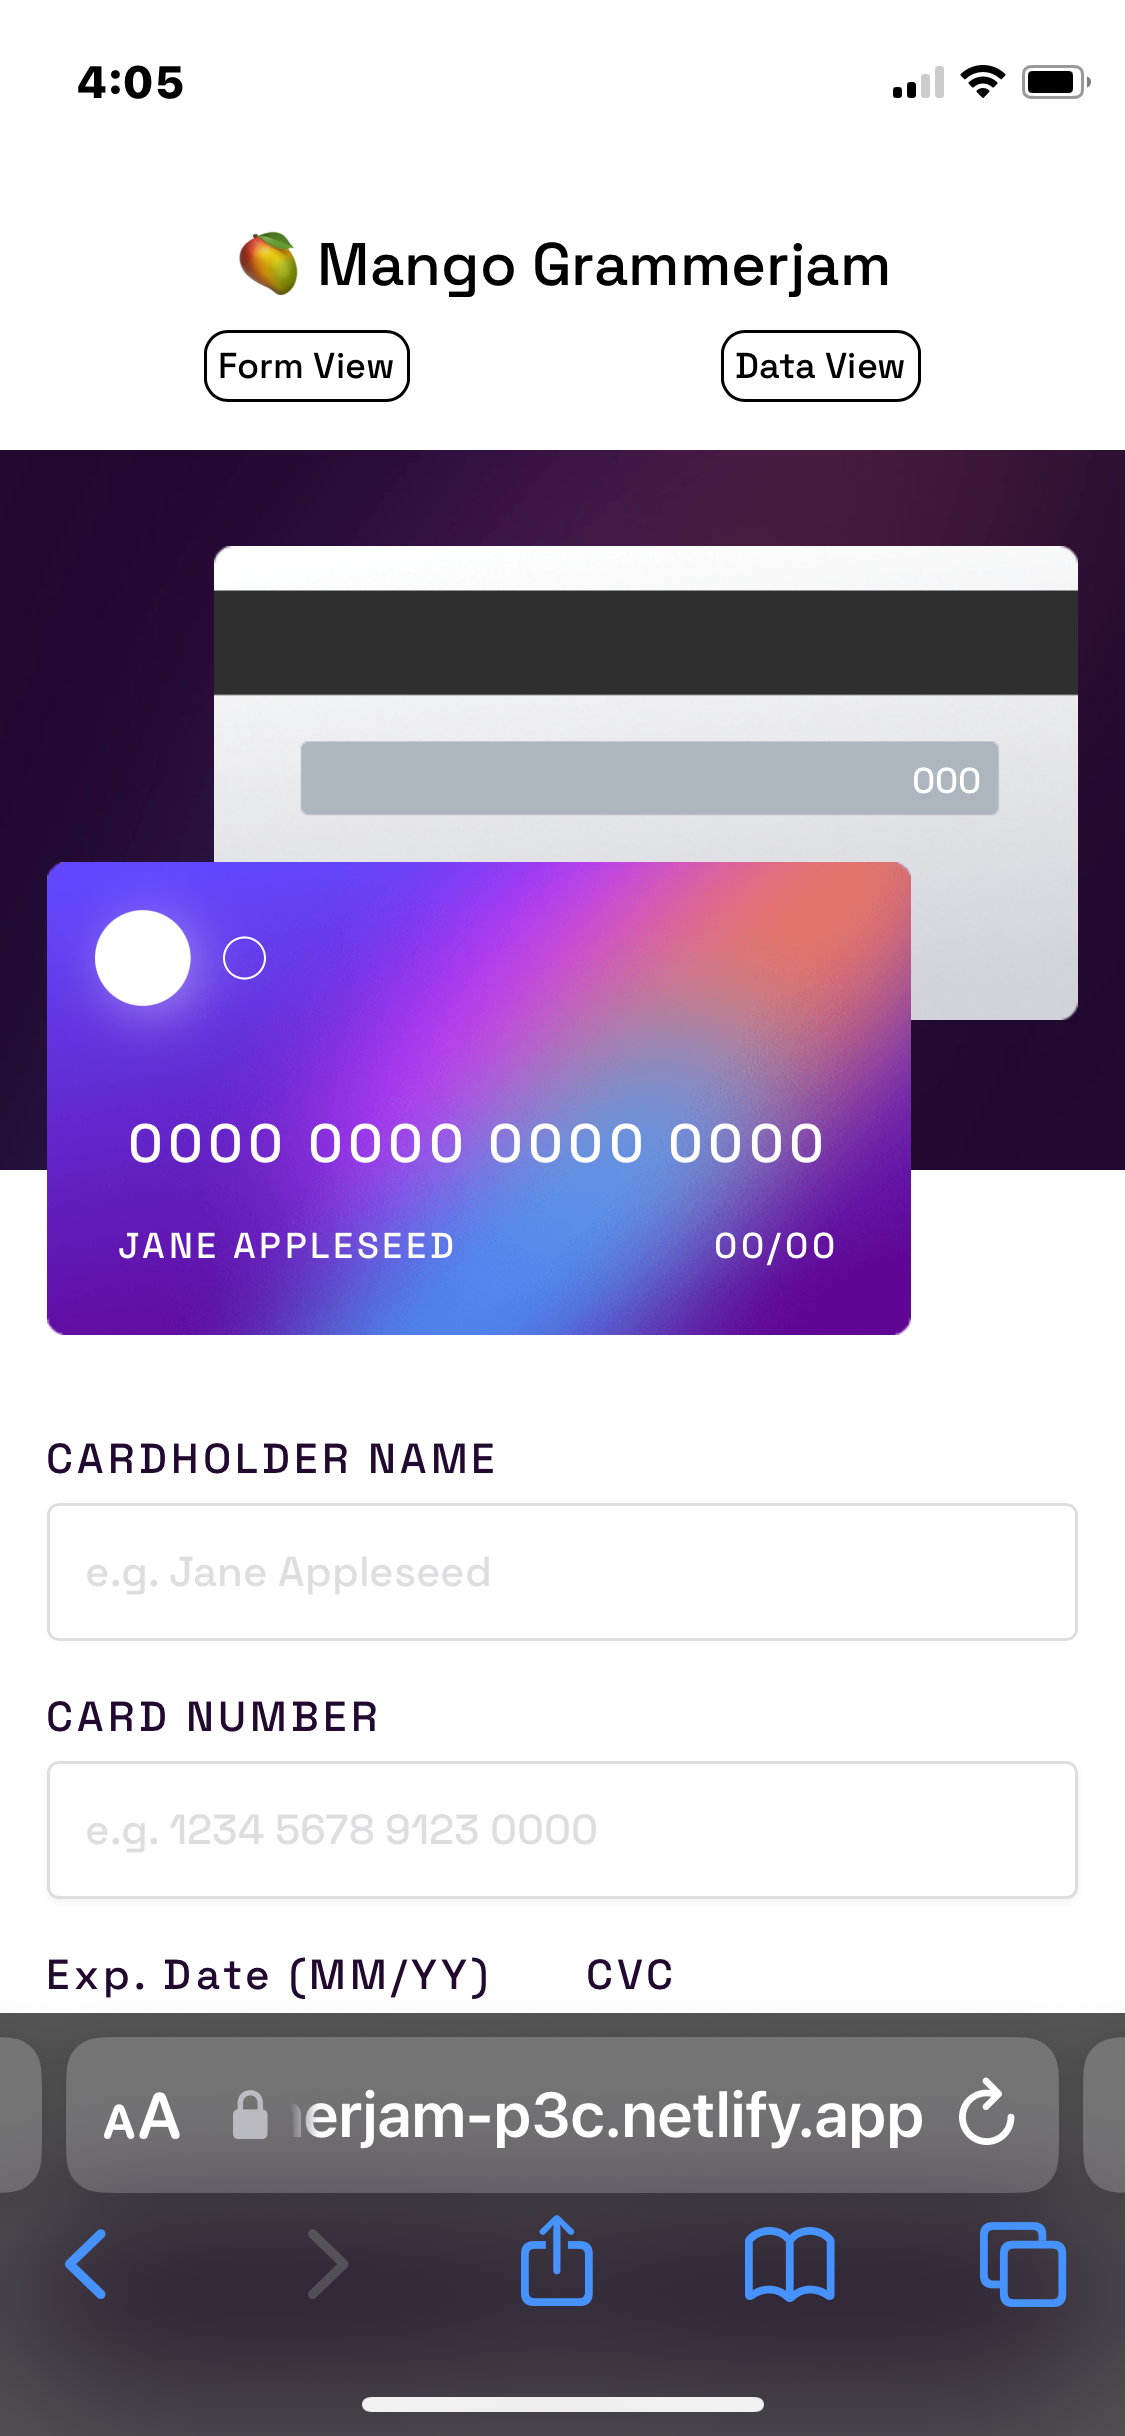 4:05
Mango Grammerjam
Form View
Data View
000
0000 0000 0000 0000
JANE APPLESEED
00/00
CARDHOLDER NAME
e.g. Jane Appleseed
CARD NUMBER
e.g. 1234 5678 9123 0000
Exp. Date (MM/YY)
CVC
AA
erjam-p3c.netlify.app